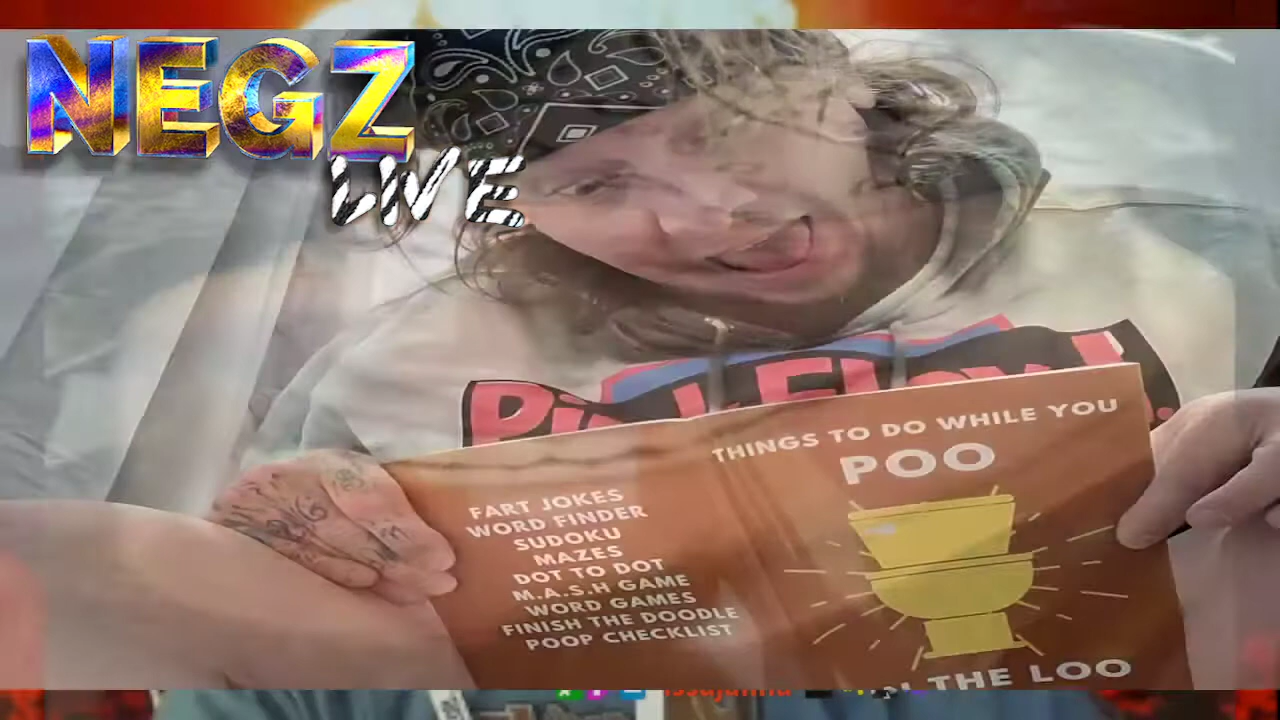 NEGZ
LIVE
THINGS TO DO WHILE YOU
POO
FART JOKES
WORD FINDER
SUDOKU
MAZES
DOT TO DOT
M.A.S.H GAME
WORD GAMES
FINISH THE DOODLE
POOP CHECKLIST
THE LOO